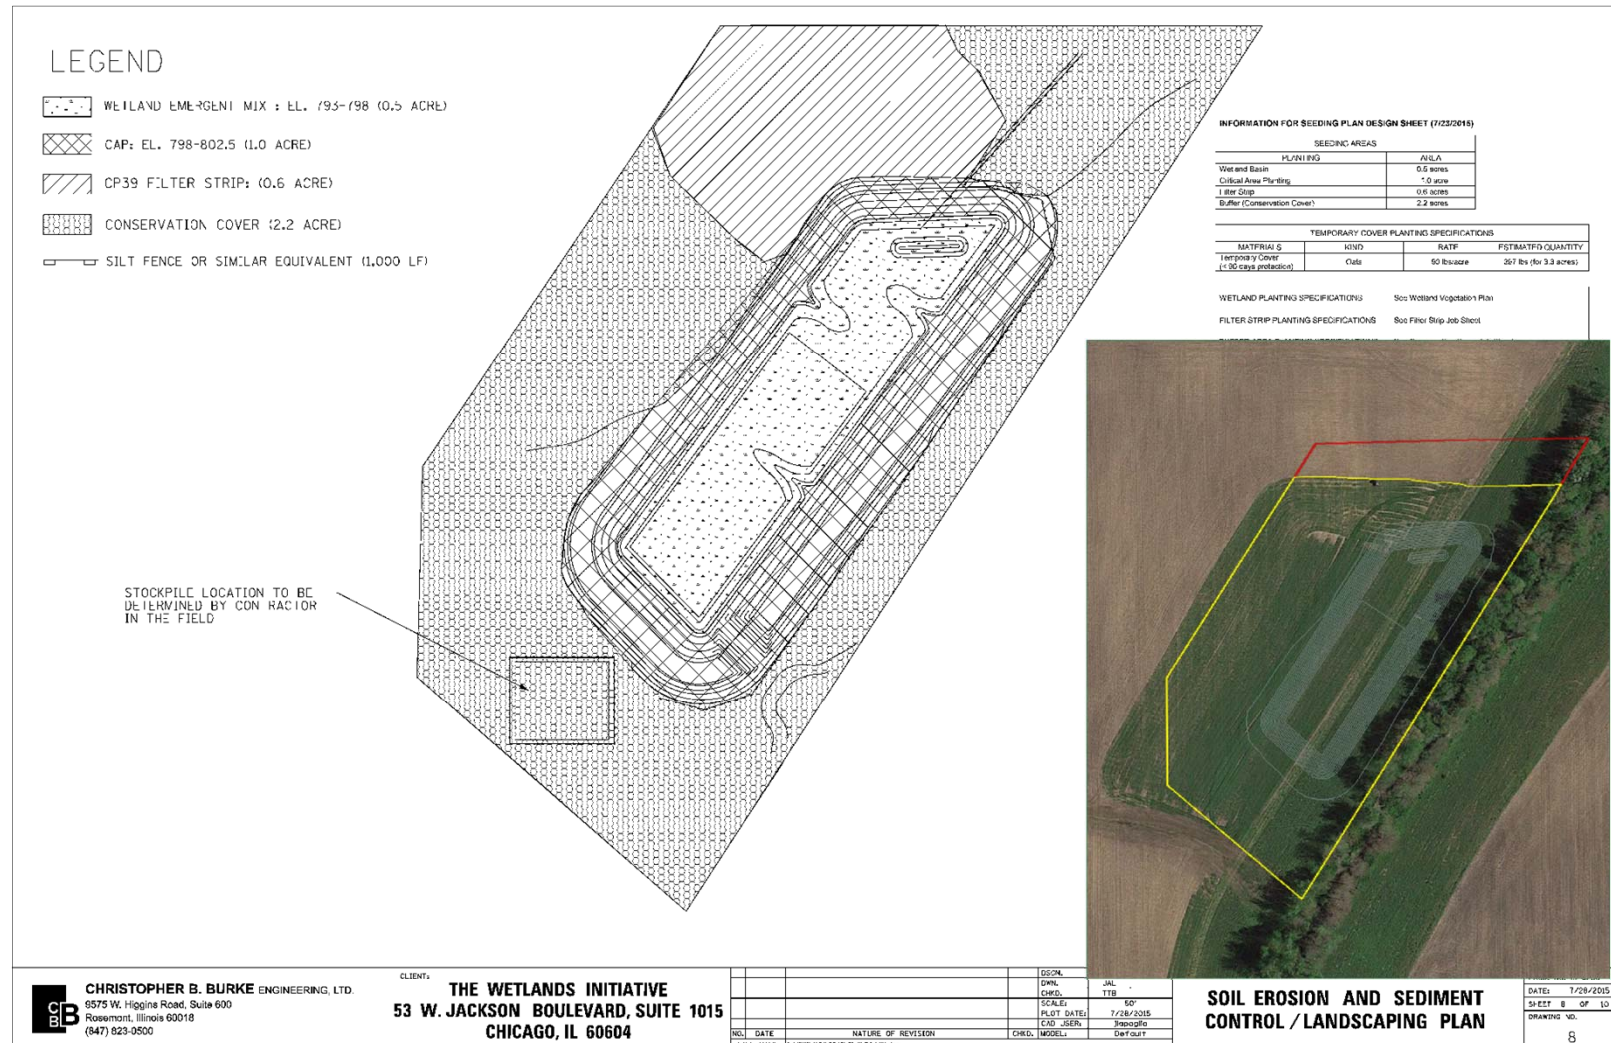 LEGEND
WETLAND EMERGENT MIX : EL. 793-798 (0.5 ACRE)
CAP: EL. 798-802.5 (1.0 ACRE)
CP39 FILTER STRIP: (0.6 ACRE)
CONSERVATION COVER (2.2 ACRE)
SILT FENCE OR SIMILAR EQUIVALENT (1,000 LF)
INFORMATION FOR SEEDING PLAN DESIGN SHEET (7/23/2015)
SEEDING AREAS
PLANTING AREA
Wetland Basin 0.5 acres
Critical Area Planting 1.0 acre
Filter Strip 0.6 acres
Buffer (Conservation Cover) 2.2 acres
TEMPORARY COVER PLANTING SPECIFICATIONS
MATERIALS KIND RATE ESTIMATED QUANTITY
Temporary Cover
(< 90 days protection) Oats 90 lbs/acre 297 lbs (for 3.3 acres)
WETLAND PLANTING SPECIFICATIONS See Wetland Vegetation Plan
FILTER STRIP PLANTING SPECIFICATIONS See Filter Strip Job Sheet
STOCKPILE LOCATION TO BE
DETERMINED BY CON RACTOR
IN THE FIELD
CBB
CHRISTOPHER B. BURKE ENGINEERING, LTD.
9575 W. Higgins Road, Suite 600
Rosemont, Illinois 60018
(847) 823-0500
CLIENT:
THE WETLANDS INITIATIVE
53 W. JACKSON BOULEVARD, SUITE 1015
CHICAGO, IL 60604
NO. DATE NATURE OF REVISION CHKD.
DSGN.
DWN. JAL
CHKD. TTB
SCALE: 50'
PLOT DATE: 7/28/2015
CAD USER:
MODEL: Default
SOIL EROSION AND SEDIMENT
CONTROL / LANDSCAPING PLAN
DATE: 7/28/2015
SHEET 8 OF 10
DRAWING NO.
8